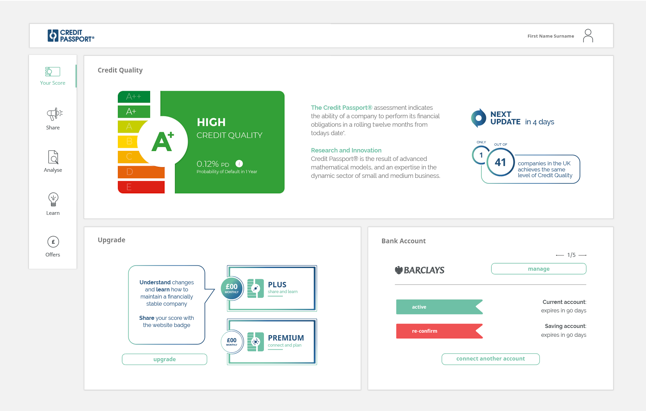 CREDIT
PASSPORT®
First Name Surname
Your Score
Share
Analyse
Learn
£
Offers
Credit Quality
A++
A+
A
B
C
D
E
A+
HIGH
CREDIT QUALITY
0.12% PD
Probability of Default in 1 Year
The Credit Passport® assessment indicates
the ability of a company to perform its financial
obligations in a rolling twelve months from
todays date*.
Research and Innovation
Credit Passport® is the result of advanced
mathematical models, and an expertise in the
dynamic sector of small and medium business.
NEXT
UPDATE in 4 days
ONLY
1
OUT OF
41
companies in the UK
achieves the same
level of Credit Quality
Upgrade
Understand changes
and learn how to
maintain a financially
stable company
Share your score with
the website badge
upgrade
£00
MONTHLY
PLUS
share and learn
£00
MONTHLY
PREMIUM
connect and plan
Bank Account
1/5
BARCLAYS
manage
active
Current account:
expires in 90 days
re-confirm
Saving account:
expires in 90 days
connect another account